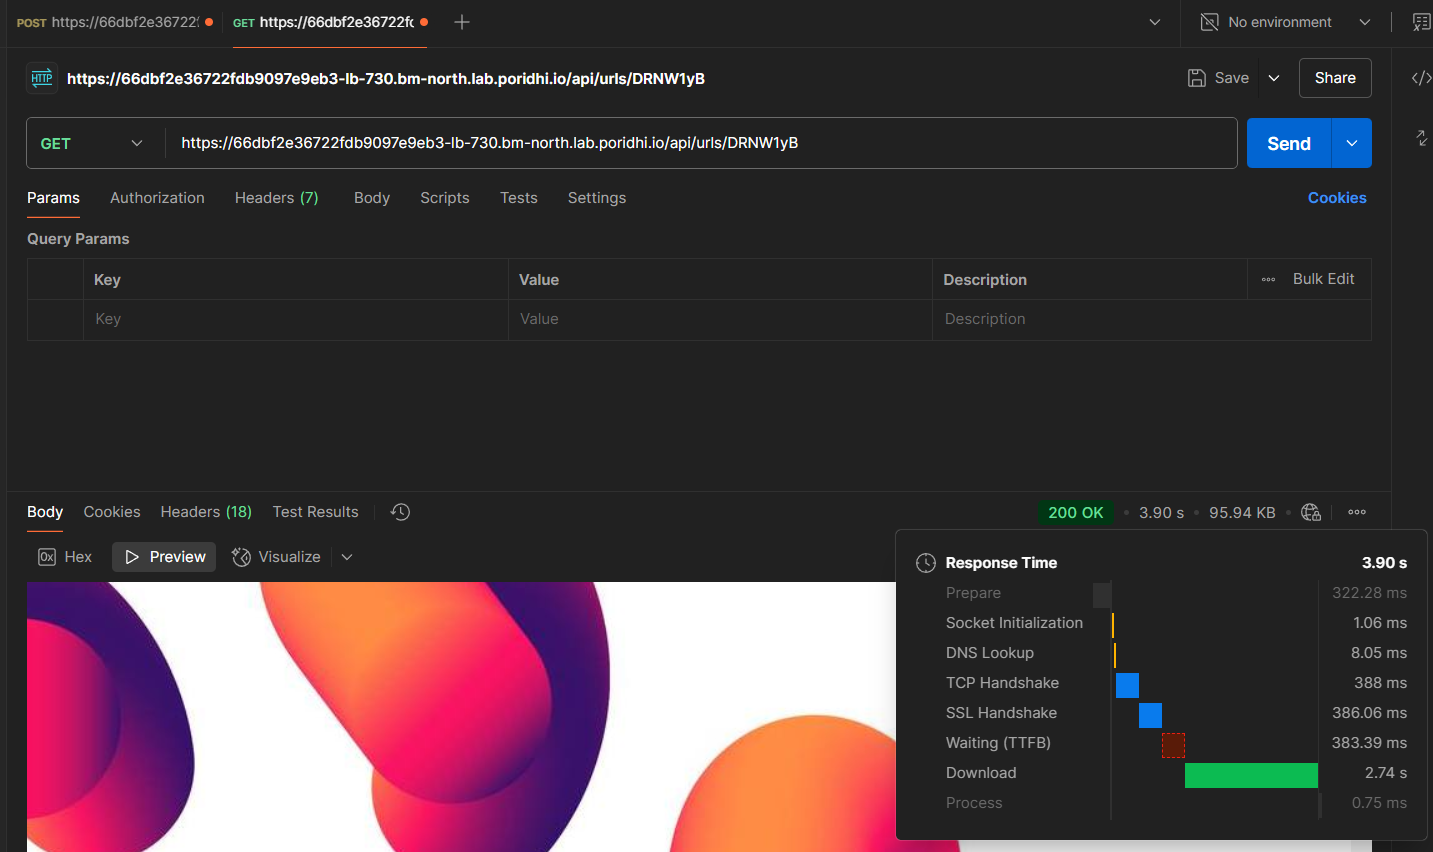 POST https://66dbf2e36722f
GET https://66dbf2e36722fc
No environment
HTTP https://66dbf2e36722fdb9097e9eb3-lb-730.bm-north.lab.poridhi.io/api/urls/DRNW1yB
Save
Share
GET https://66dbf2e36722fdb9097e9eb3-lb-730.bm-north.lab.poridhi.io/api/urls/DRNW1yB
Send
Params Authorization Headers (7) Body Scripts Tests Settings Cookies
Query Params
Key Value Description Bulk Edit
Key Value Description
Body Cookies Headers (18) Test Results 200 OK 3.90 s 95.94 KB
0x Hex Preview Visualize
Response Time 3.90 s
Prepare 322.28 ms
Socket Initialization 1.06 ms
DNS Lookup 8.05 ms
TCP Handshake 388 ms
SSL Handshake 386.06 ms
Waiting (TTFB) 383.39 ms
Download 2.74 s
Process 0.75 ms